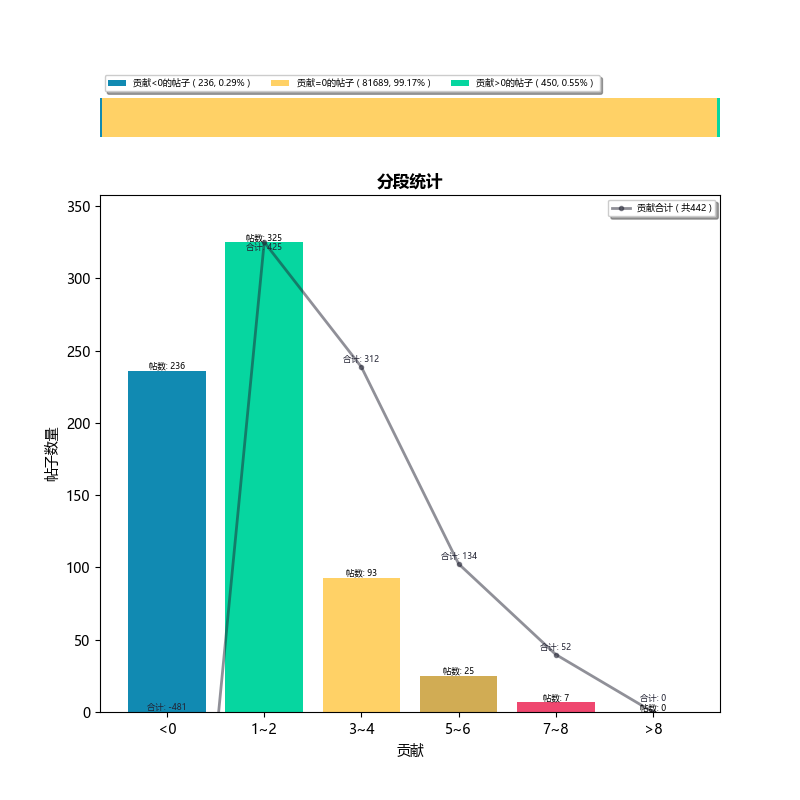 贡献<0的帖子 ( 236, 0.29% ) 贡献=0的帖子 ( 81689, 99.17% ) 贡献>0的帖子 ( 450, 0.55% )
分段统计
贡献合计 ( 共442 )
350
300
250
200
150
100
50
0
帖子数量
帖数: 236
合计: -481
帖数: 325
合计: 425
合计: 312
帖数: 93
合计: 134
帖数: 25
合计: 52
帖数: 7
合计: 0
帖数: 0
<0 1~2 3~4 5~6 7~8 >8
贡献